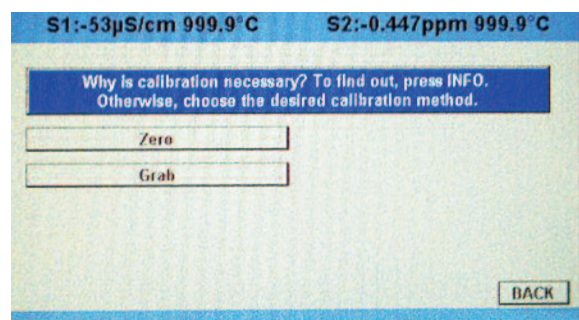 S1:-53µS/cm 999.9°C S2:-0.447ppm 999.9°C
Why is calibration necessary? To find out, press INFO.
Otherwise, choose the desired calibration method.
Zero
Grab
BACK